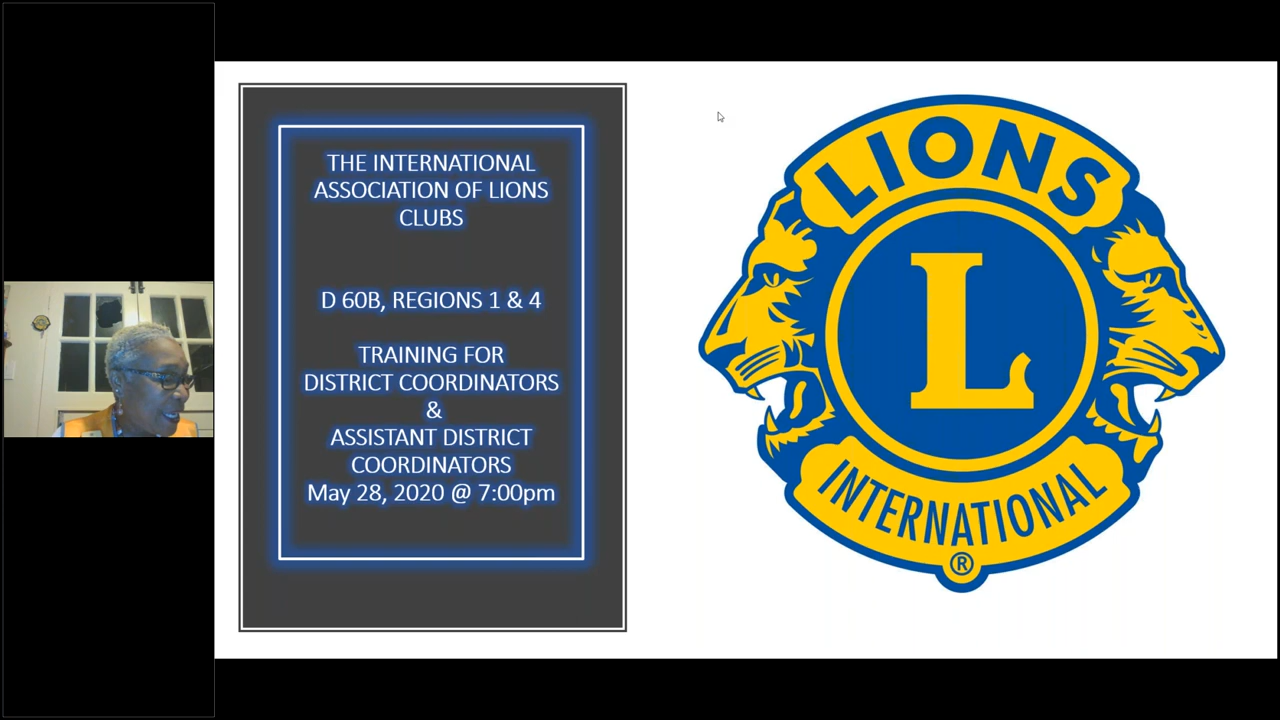 THE INTERNATIONAL
ASSOCIATION OF LIONS
CLUBS
D 60B, REGIONS 1 & 4
TRAINING FOR
DISTRICT COORDINATORS
&
ASSISTANT DISTRICT
COORDINATORS
May 28, 2020 @ 7:00pm
LIONS
L
INTERNATIONAL
®